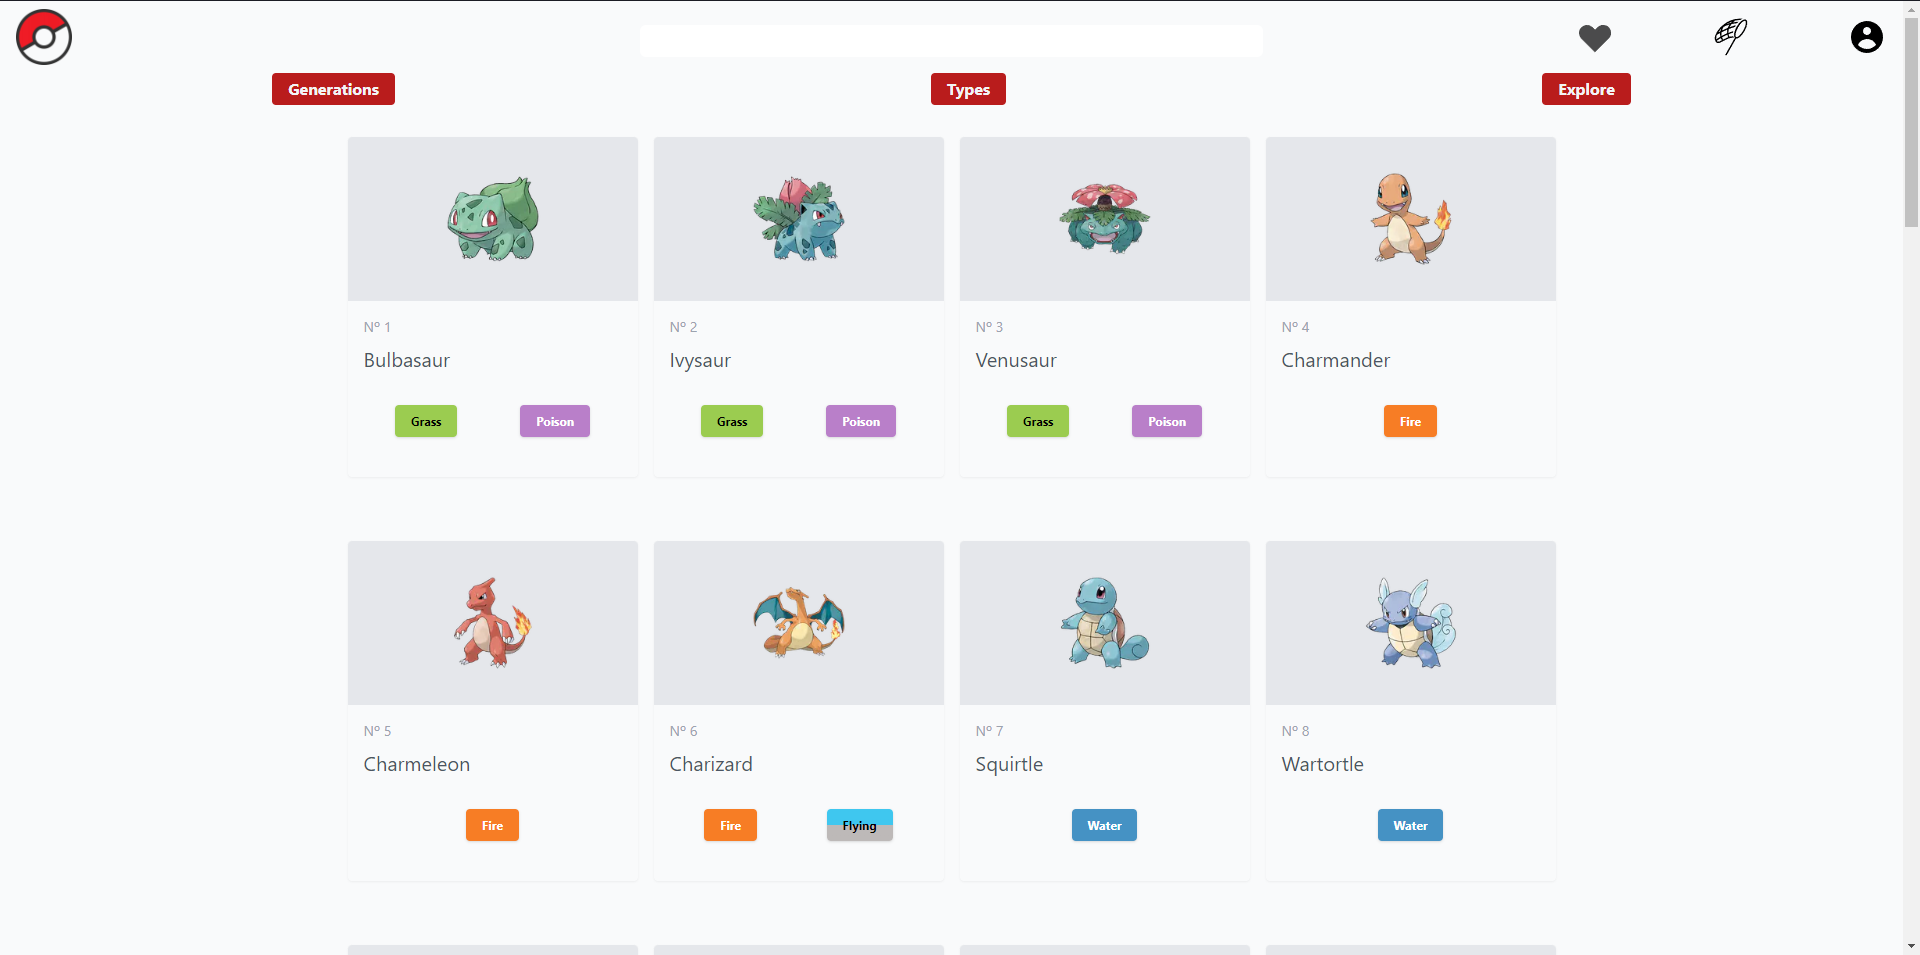 Generations Types Explore
Nº 1 Nº 2 Nº 3 Nº 4
Bulbasaur Ivysaur Venusaur Charmander
Grass Poison Grass Poison Grass Poison Fire
Nº 5 Nº 6 Nº 7 Nº 8
Charmeleon Charizard Squirtle Wartortle
Fire Fire Flying Water Water